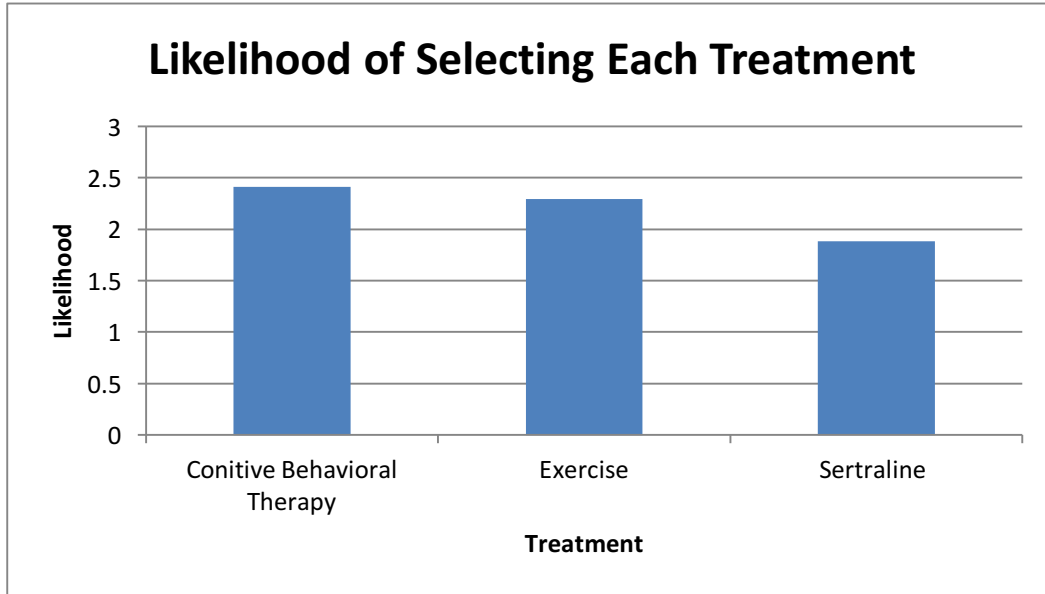 Likelihood of Selecting Each Treatment
3
2.5
2
1.5
1
0.5
0
Likelihood
Conitive Behavioral
Therapy
Exercise
Sertraline
Treatment